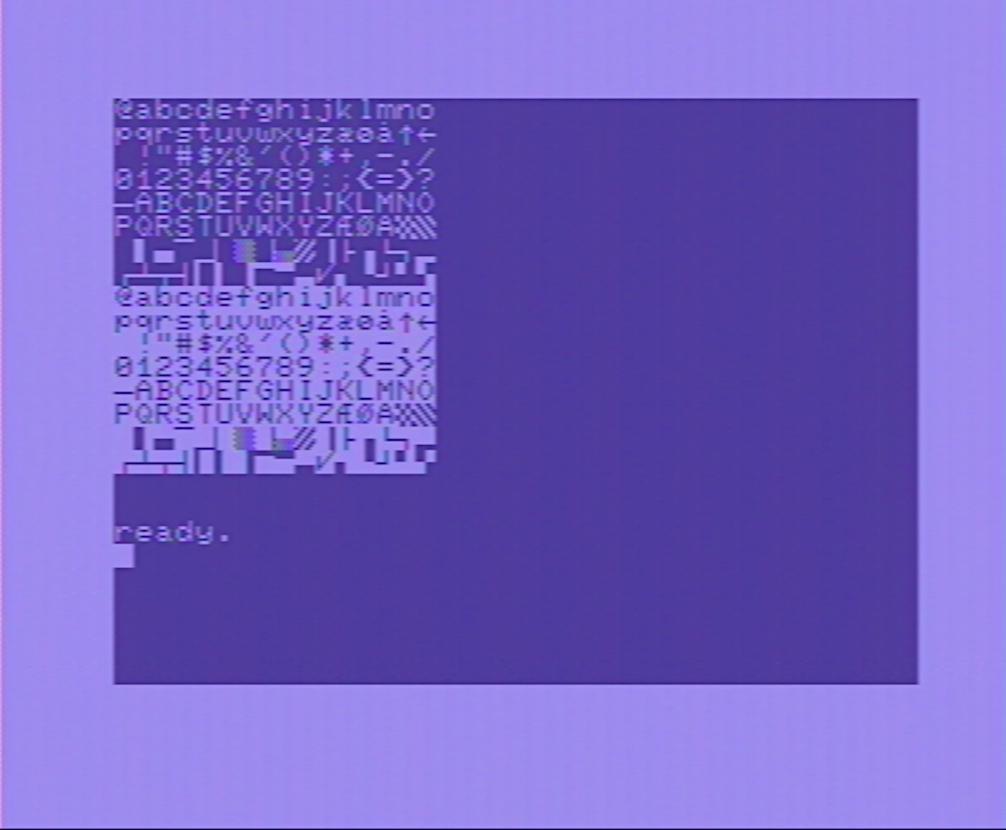 @abcdefghijklmno
pqrstuvwxyzæøå↑←
!"#$%&´()*+,-./
0123456789:;<=>?
─ABCDEFGHIJKLMNO
PQRSTUVWXYZÆØÅ
@abcdefghijklmno
pqrstuvwxyzæøå↑←
!"#$%&´()*+,-./
0123456789:;<=>?
─ABCDEFGHIJKLMNO
PQRSTUVWXYZÆØÅ
ready.